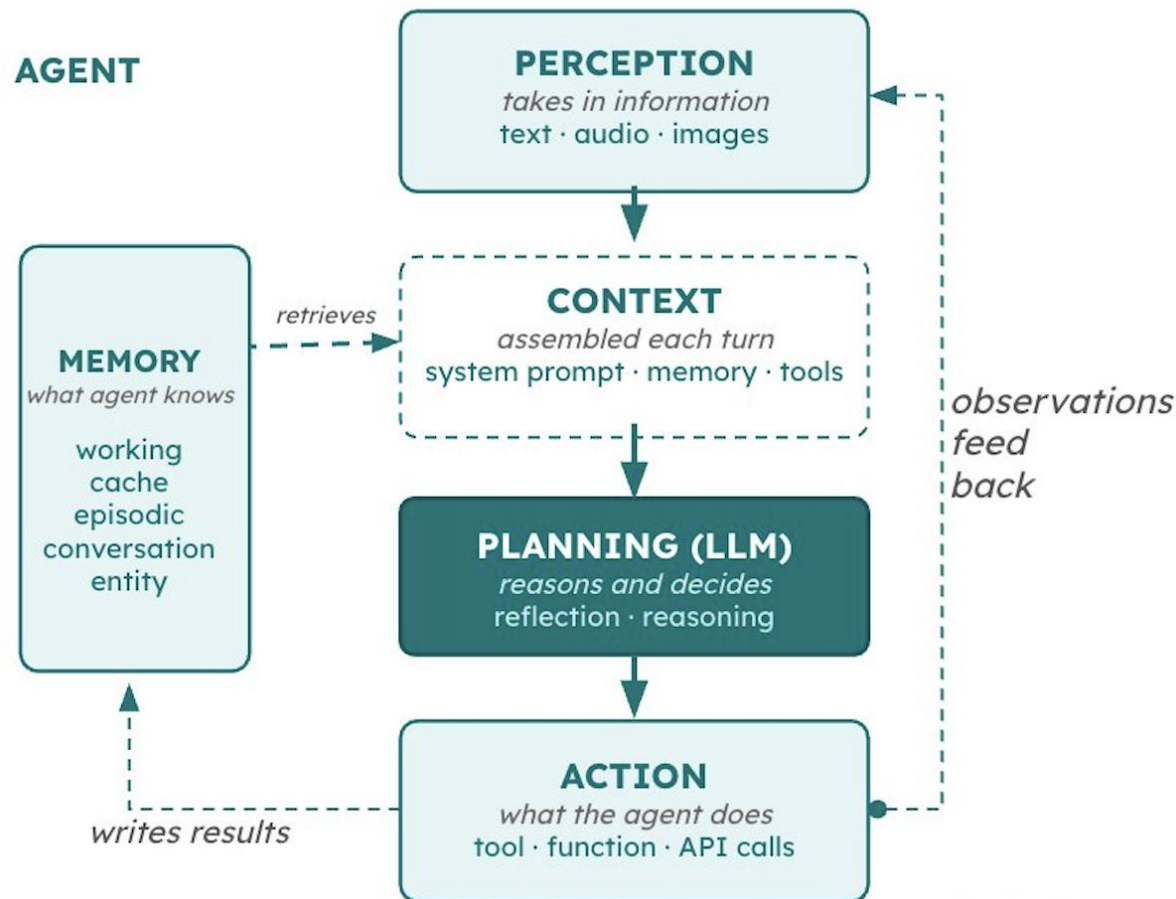 AGENT
PERCEPTION
takes in information
text · audio · images
CONTEXT
assembled each turn
system prompt · memory · tools
retrieves
MEMORY
what agent knows
working
cache
episodic
conversation
entity
PLANNING (LLM)
reasons and decides
reflection · reasoning
ACTION
what the agent does
tool · function · API calls
writes results
observations
feed
back